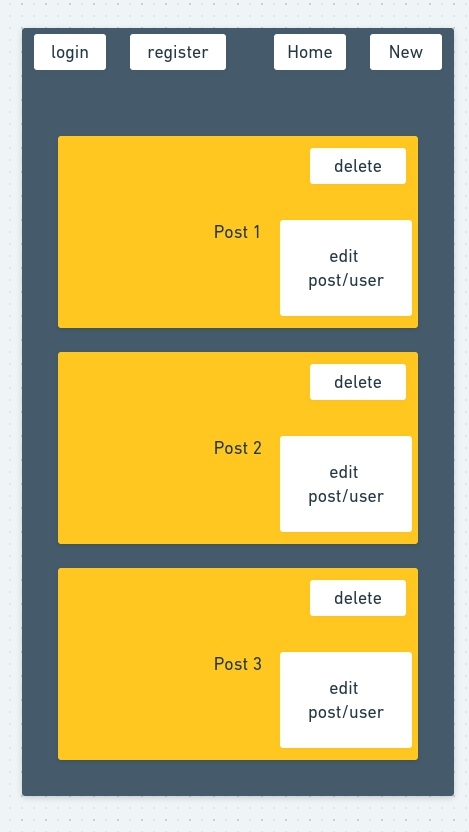 login register Home New
delete
Post 1
edit
post/user
delete
Post 2
edit
post/user
delete
Post 3
edit
post/user